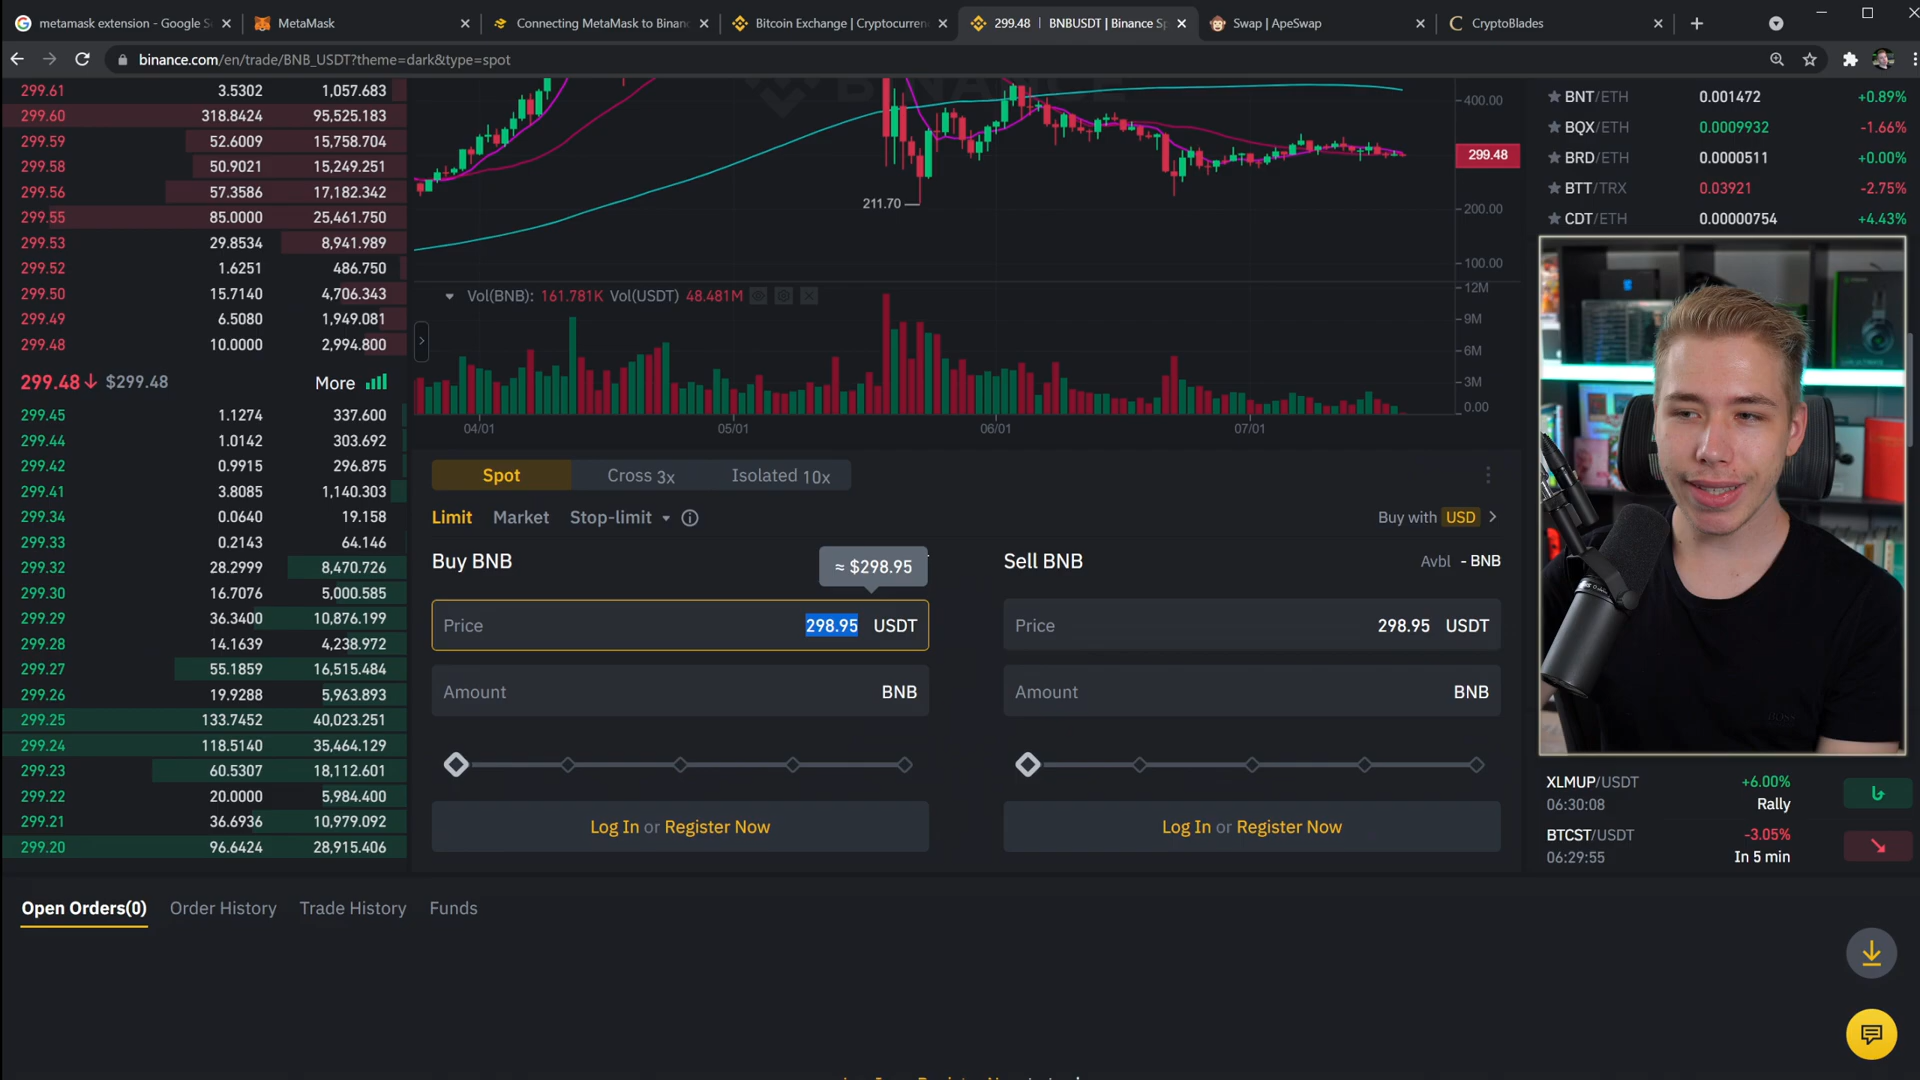 metamask extension - Google S
MetaMask
Connecting MetaMask to Binan
Bitcoin Exchange | Cryptocurren
299.48 | BNBUSDT | Binance Sp
Swap | ApeSwap
CryptoBlades
binance.com/en/trade/BNB_USDT?theme=dark&type=spot
299.61 3.5302 1,057.683
299.60 318.8424 95,525.183
299.59 52.6009 15,758.704
299.58 50.9021 15,249.251
299.56 57.3586 17,182.342
299.55 85.0000 25,461.750
299.53 29.8534 8,941.989
299.52 1.6251 486.750
299.50 15.7140 4,706.343
299.49 6.5080 1,949.081
299.48 10.0000 2,994.800
299.48↓ $299.48 More
299.45 1.1274 337.600
299.44 1.0142 303.692
299.42 0.9915 296.875
299.41 3.8085 1,140.303
299.34 0.0640 19.158
299.33 0.2143 64.146
299.32 28.2999 8,470.726
299.30 16.7076 5,000.585
299.29 36.3400 10,876.199
299.28 14.1639 4,238.972
299.27 55.1859 16,515.484
299.26 19.9288 5,963.893
299.25 133.7452 40,023.251
299.24 118.5140 35,464.129
299.23 60.5307 18,112.601
299.22 20.0000 5,984.400
299.21 36.6936 10,979.092
299.20 96.6424 28,915.406
BINANCE
400.00
299.48
211.70
200.00
100.00
Vol(BNB): 161.781K Vol(USDT) 48.481M
12M
9M
6M
3M
0.00
04/01 05/01 06/01 07/01
Spot Cross 3x Isolated 10x
Limit Market Stop-limit
Buy with USD
Buy BNB
≈ $298.95
Price 298.95 USDT
Amount BNB
Log In or Register Now
Sell BNB Avbl - BNB
Price 298.95 USDT
Amount BNB
Log In or Register Now
BNT/ETH 0.001472 +0.89%
BQX/ETH 0.0009932 -1.66%
BRD/ETH 0.0000511 +0.00%
BTT/TRX 0.03921 -2.75%
CDT/ETH 0.00000754 +4.43%
BOSS
XLMUP/USDT +6.00%
06:30:08 Rally
BTCST/USDT -3.05%
06:29:55 In 5 min
Open Orders(0) Order History Trade History Funds